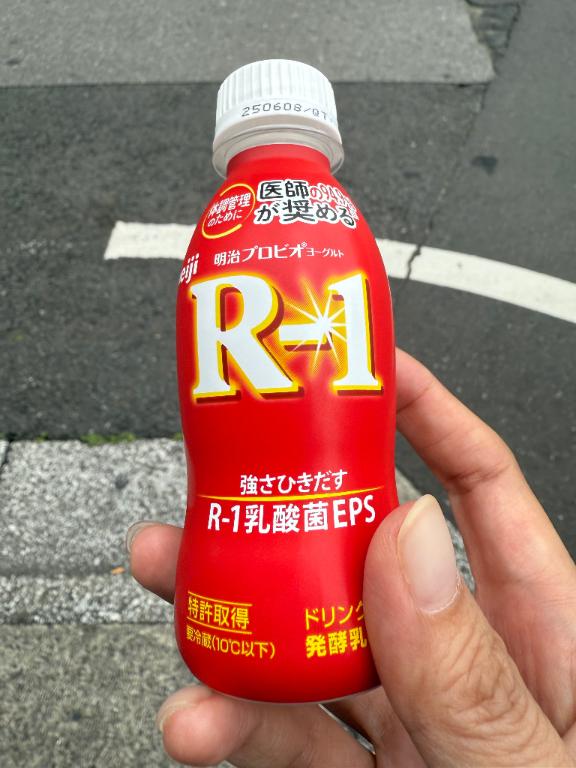 250608/QT
体調管理
のために
医師の94%
が奨める
明治プロビオヨーグルト
eiji
R-1
強さひきだす
R-1乳酸菌EPS
特許取得
要冷蔵(10℃以下)
ドリンク
発酵乳